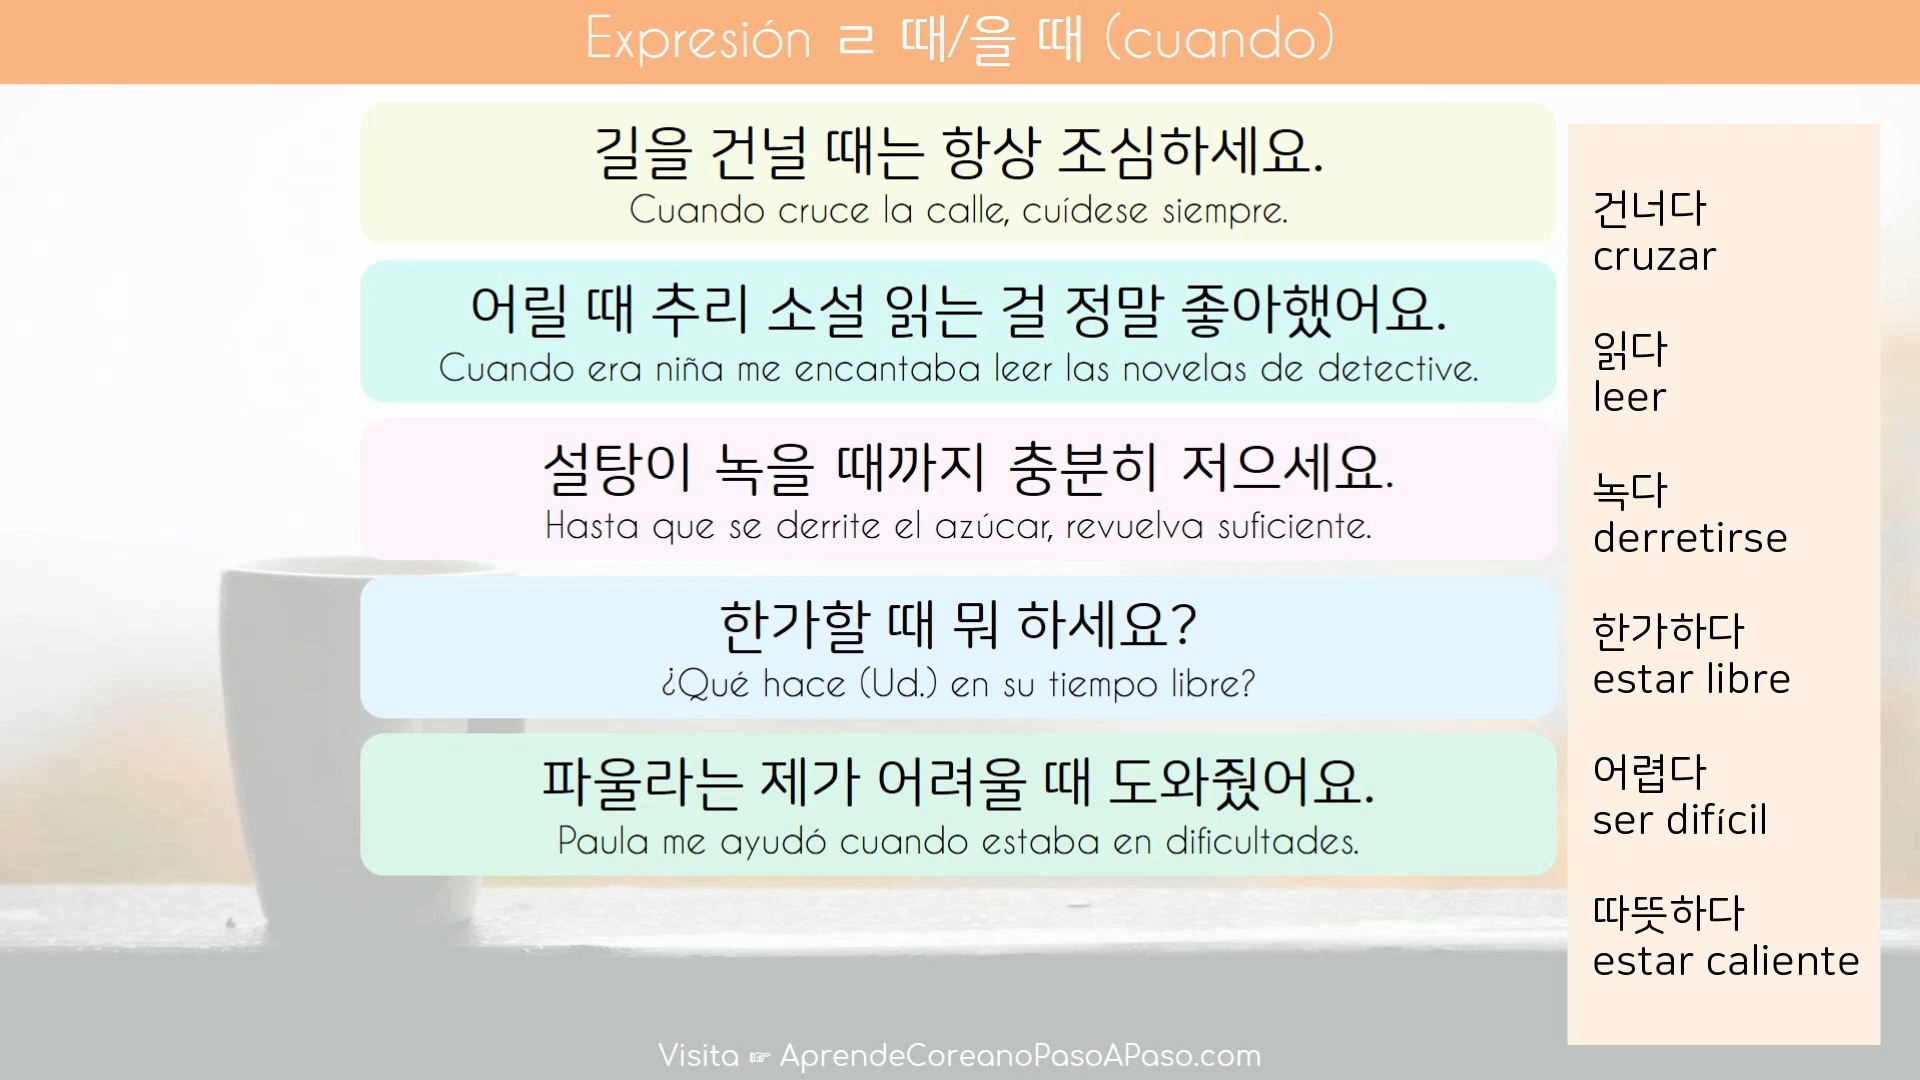 Expresión ㄹ 때/을 때 (cuando)
길을 건널 때는 항상 조심하세요.
Cuando cruce la calle, cuídese siempre.
어릴 때 추리 소설 읽는 걸 정말 좋아했어요.
Cuando era niña me encantaba leer las novelas de detective.
설탕이 녹을 때까지 충분히 저으세요.
Hasta que se derrite el azúcar, revuelva suficiente.
한가할 때 뭐 하세요?
¿Qué hace (Ud.) en su tiempo libre?
파울라는 제가 어려울 때 도와줬어요.
Paula me ayudó cuando estaba en dificultades.
건너다
cruzar
읽다
leer
녹다
derretirse
한가하다
estar libre
어렵다
ser difícil
따뜻하다
estar caliente
Visita ☞ AprendeCoreanoPasoAPaso.com